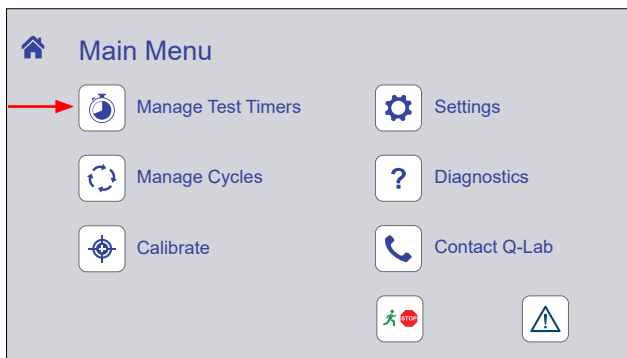 Main Menu
Manage Test Timers
Settings
Manage Cycles
? Diagnostics
Calibrate
Contact Q-Lab
STOP